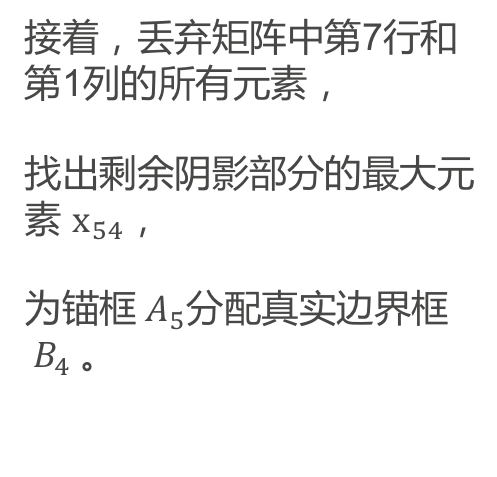 接着，丢弃矩阵中第7行和
第1列的所有元素，
找出剩余阴影部分的最大元
素 x₅₄，
为锚框 A₅分配真实边界框
B₄。